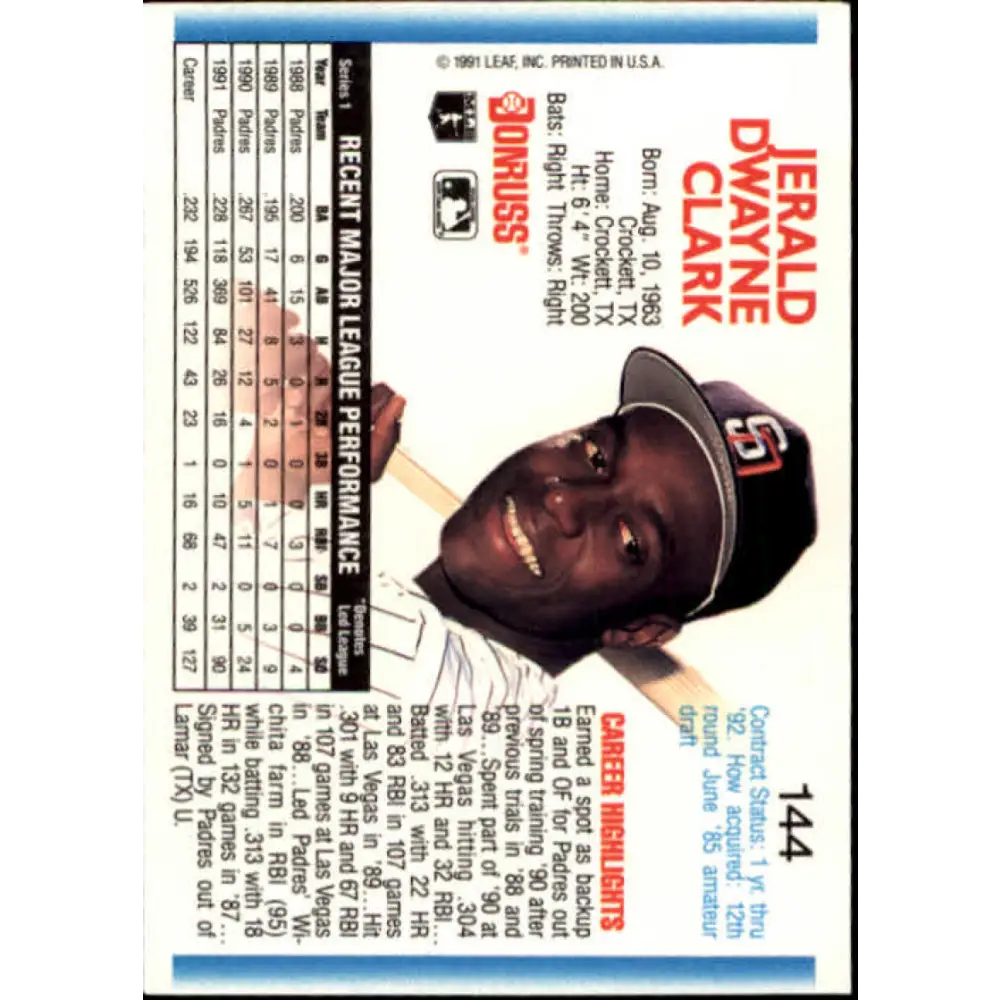 JERALD
DWAYNE
CLARK
Born: Aug. 10, 1963
Crockett, TX
Home: Crockett, TX
Ht: 6'4" Wt: 200
Bats: Right Throws: Right
DONRUSS®
© 1991 LEAF, INC. PRINTED IN U.S.A.
144
Contract Status: 1 yr. thru
'92. How acquired: 12th
round June '85 amateur
draft
CAREER HIGHLIGHTS
Earned a spot as backup
1B and OF for Padres out
of spring training '90 after
previous trials in '88 and
'89...Spent part of '90 at
Las Vegas hitting .304
with 12 HR and 32 RBI...
Batted .313 with 22 HR
and 83 RBI in 107 games
at Las Vegas in '89...Hit
.301 with 9 HR and 67 RBI
in 107 games at Las Vegas
in '88...Led Padres' Wi-
chita farm in RBI (95)
while batting .313 with 18
HR in 132 games in '87...
Signed by Padres out of
Lamar (TX) U.
Series 1 RECENT MAJOR LEAGUE PERFORMANCE *Denotes Led League
Year Team BA G AB H R 2B 3B HR RBI SB BB SO
1988 Padres .200 6 15 3 0 1 0 0 3 0 0 4
1989 Padres .195 17 41 8 5 2 0 1 7 0 3 9
1990 Padres .267 53 101 27 12 4 1 5 11 0 5 24
1991 Padres .228 118 369 84 26 16 0 10 47 2 31 90
Career .232 194 526 122 43 23 1 16 68 2 39 127